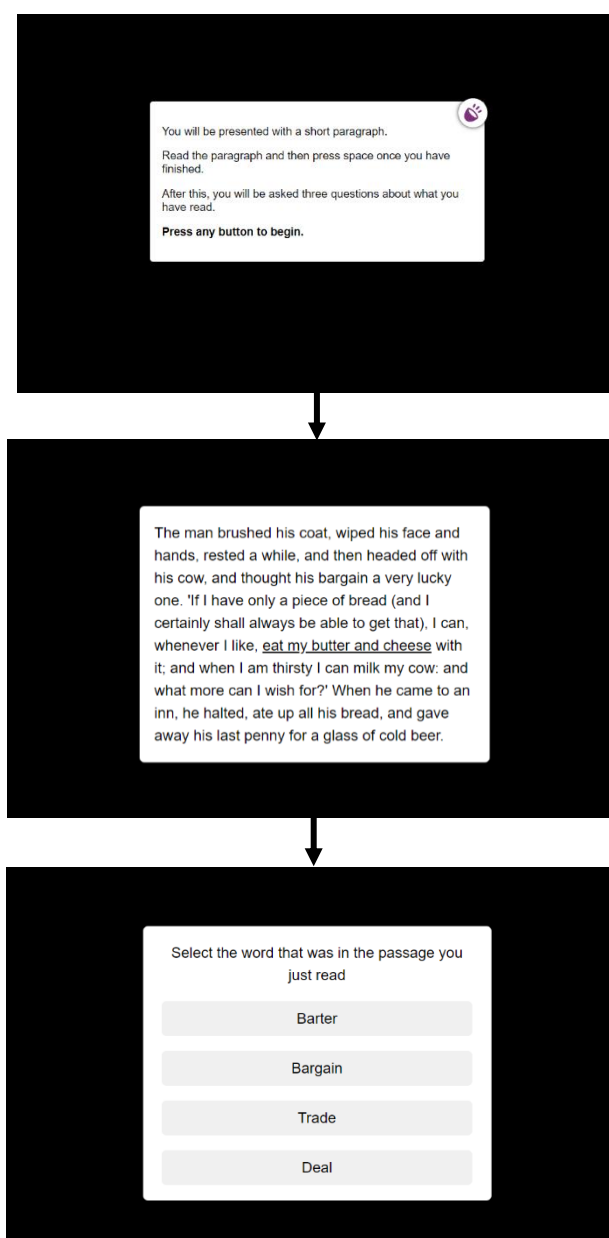 You will be presented with a short paragraph.
Read the paragraph and then press space once you have
finished.
After this, you will be asked three questions about what you
have read.
Press any button to begin.
The man brushed his coat, wiped his face and
hands, rested a while, and then headed off with
his cow, and thought his bargain a very lucky
one. 'If I have only a piece of bread (and I
certainly shall always be able to get that), I can,
whenever I like, eat my butter and cheese with
it; and when I am thirsty I can milk my cow: and
what more can I wish for?' When he came to an
inn, he halted, ate up all his bread, and gave
away his last penny for a glass of cold beer.
Select the word that was in the passage you
just read
Barter
Bargain
Trade
Deal